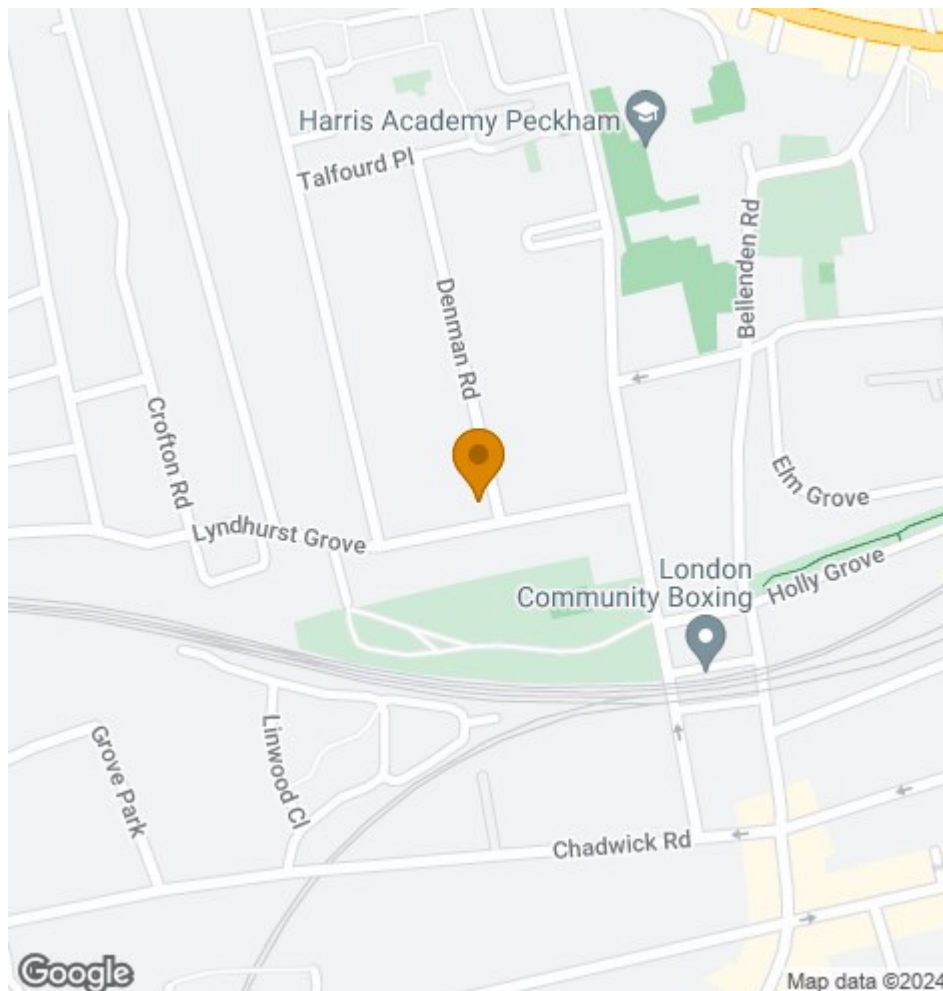 Harris Academy Peckham
Talfourd Pl
Bellenden Rd
Denman Rd
Crofton Rd
Elm Grove
Lyndhurst Grove
London
Community Boxing
Holly Grove
Linwood Cl
Grove Park
Chadwick Rd
Google
Map data ©2024